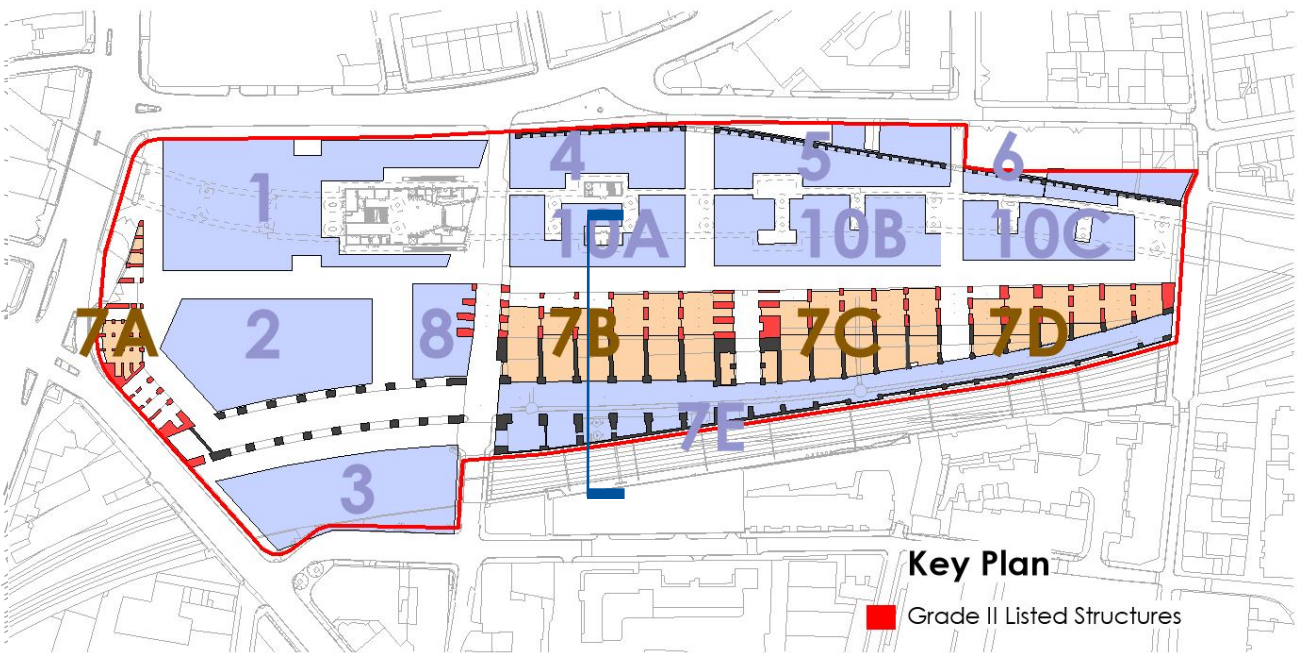 4
5
6
1
10A
10B
10C
7A
2
8
7B
7C
7D
7E
3
Key Plan
Grade II Listed Structures